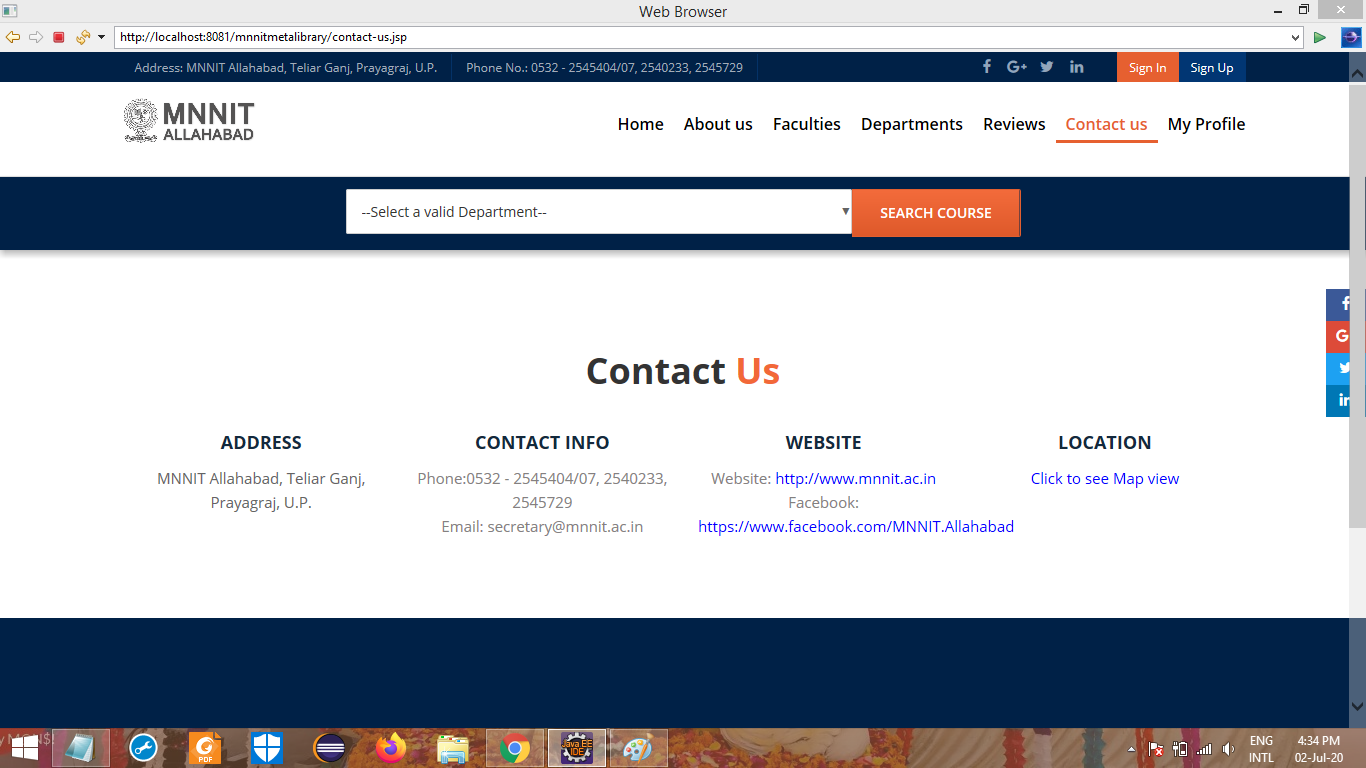 Web Browser
http://localhost:8081/mnnitmetalibrary/contact-us.jsp
Address: MNNIT Allahabad, Teliar Ganj, Prayagraj, U.P. Phone No.: 0532 - 2545404/07, 2540233, 2545729 Sign In Sign Up
MNNIT
ALLAHABAD
Home About us Faculties Departments Reviews Contact us My Profile
--Select a valid Department-- SEARCH COURSE
Contact Us
ADDRESS CONTACT INFO WEBSITE LOCATION
MNNIT Allahabad, Teliar Ganj, Phone:0532 - 2545404/07, 2540233, Website: http://www.mnnit.ac.in Click to see Map view
Prayagraj, U.P. 2545729 Facebook:
Email: secretary@mnnit.ac.in https://www.facebook.com/MNNIT.Allahabad
PDF
Java EE
IDE
ENG 4:34 PM
INTL 02-Jul-20